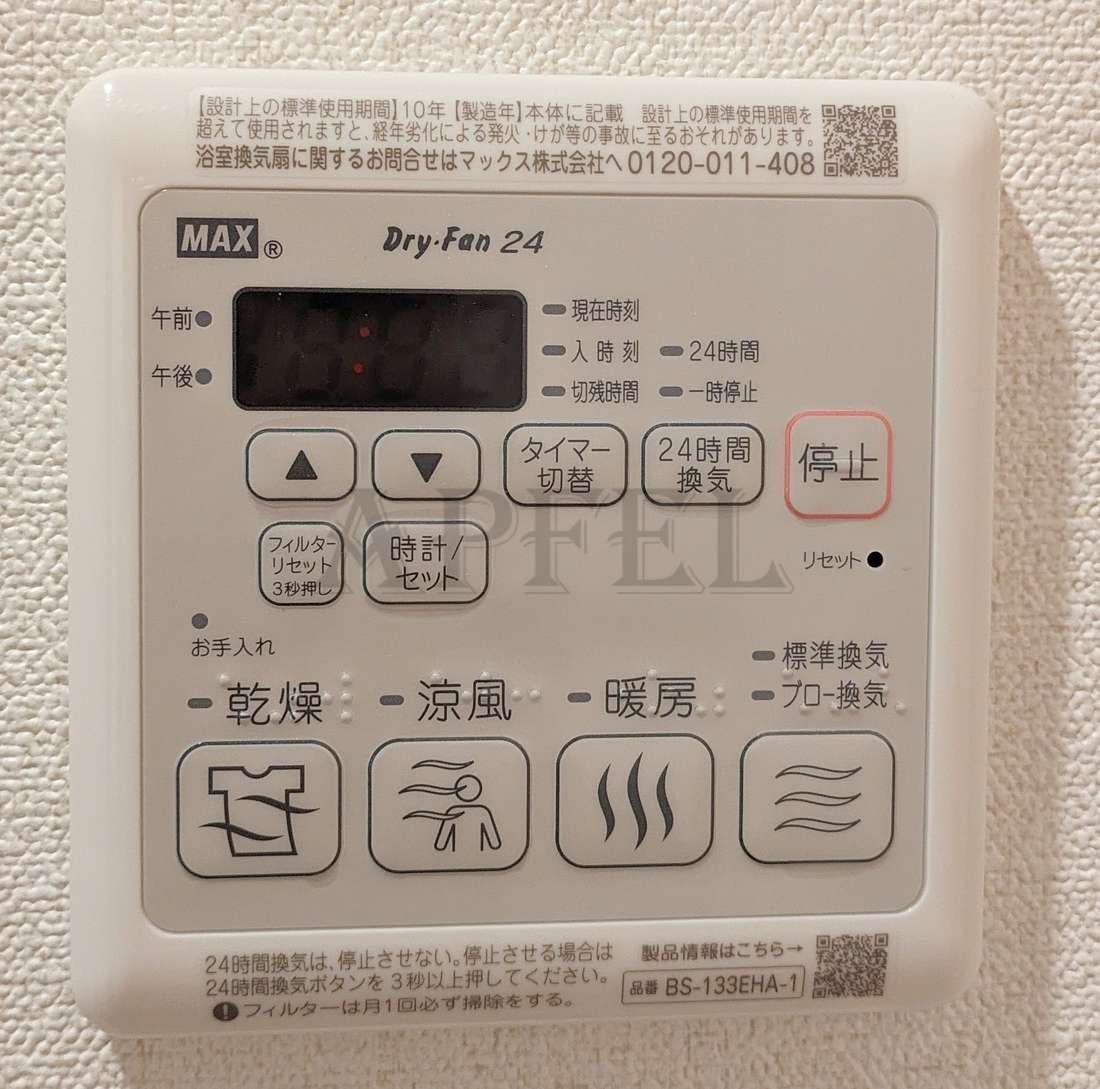 【設計上の標準使用期間】10年【製造年】本体に記載 設計上の標準使用期間を
超えて使用されますと、経年劣化による発火・けが等の事故に至るおそれがあります。
浴室換気扇に関するお問合せはマックス株式会社へ 0120-011-408
MAX®
Dry・Fan 24
午前
午後
現在時刻
入時刻
24時間
切残時間
一時停止
▲
▼
タイマー
切替
24時間
換気
停止
フィルター
リセット
3秒押し
時計/
セット
リセット
APFEL
お手入れ
標準換気
ブロー換気
乾燥
涼風
暖房
24時間換気は、停止させない。停止させる場合は
24時間換気ボタンを3秒以上押してください。
フィルターは月1回必ず掃除をする。
製品情報はこちら→
品番 BS-133EHA-1